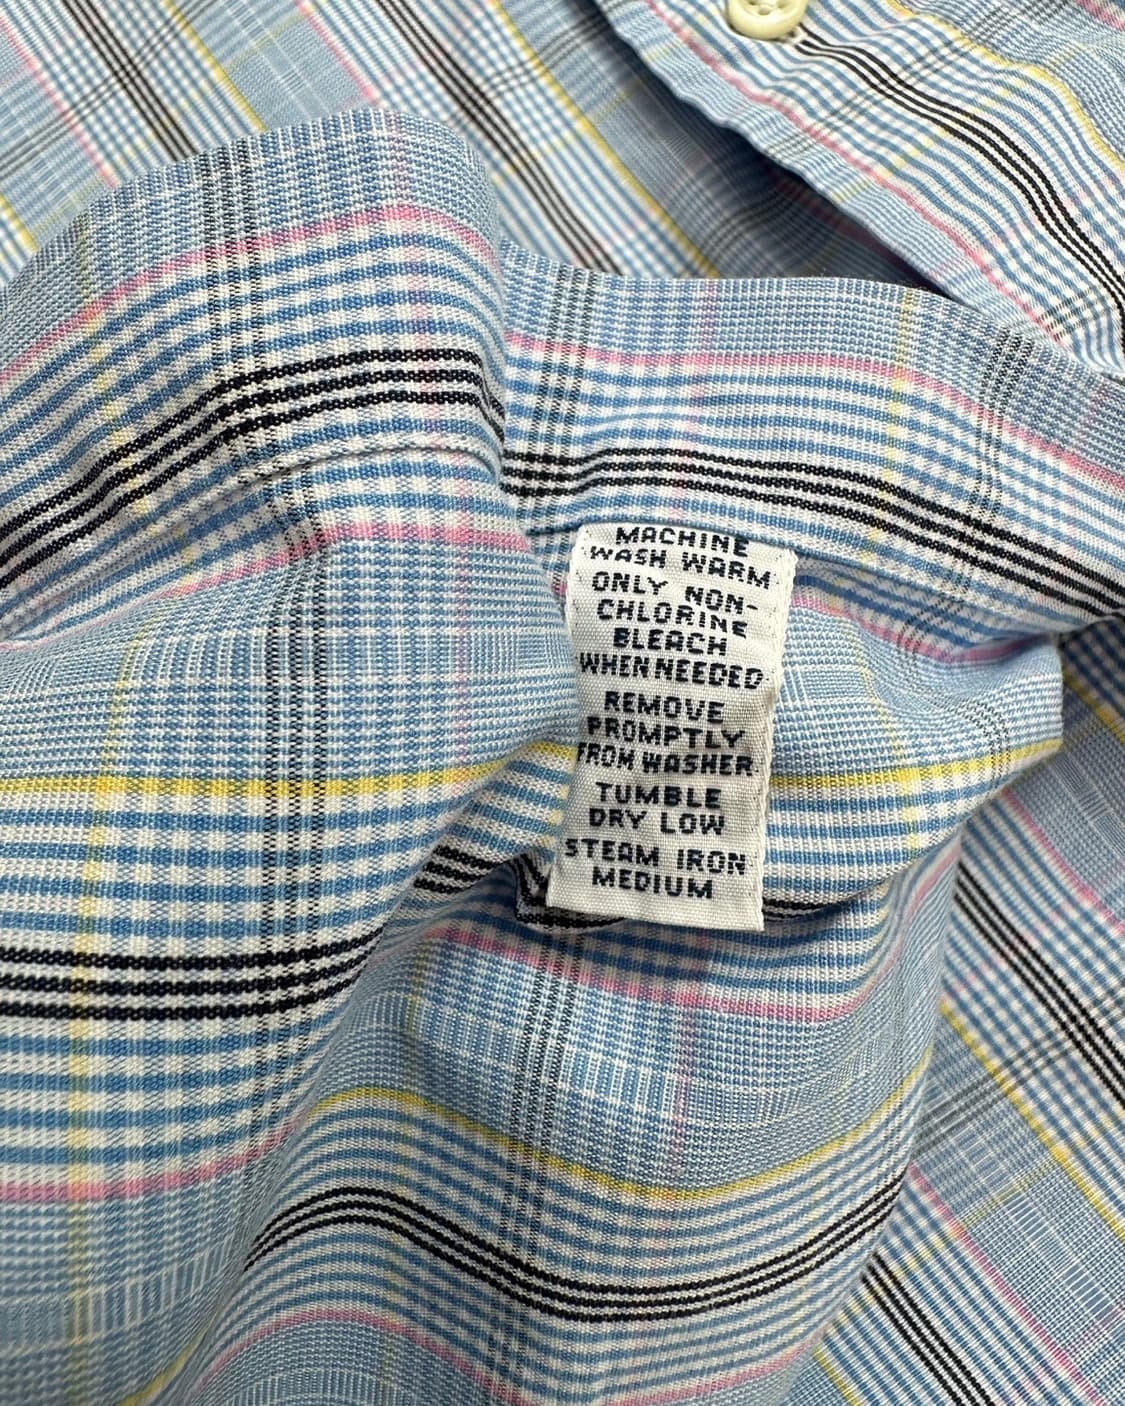 MACHINE
WASH WARM
ONLY NON-
CHLORINE
BLEACH
WHEN NEEDED
REMOVE
PROMPTLY
FROM WASHER
TUMBLE
DRY LOW
STEAM IRON
MEDIUM